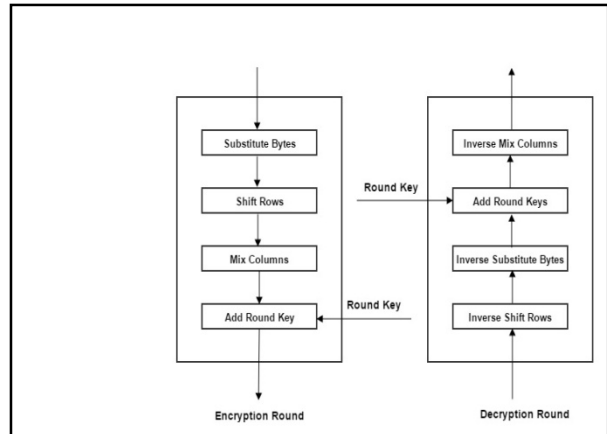 Substitute Bytes
Shift Rows
Mix Columns
Add Round Key
Round Key
Encryption Round
Inverse Mix Columns
Round Key
Add Round Keys
Inverse Substitute Bytes
Inverse Shift Rows
Decryption Round